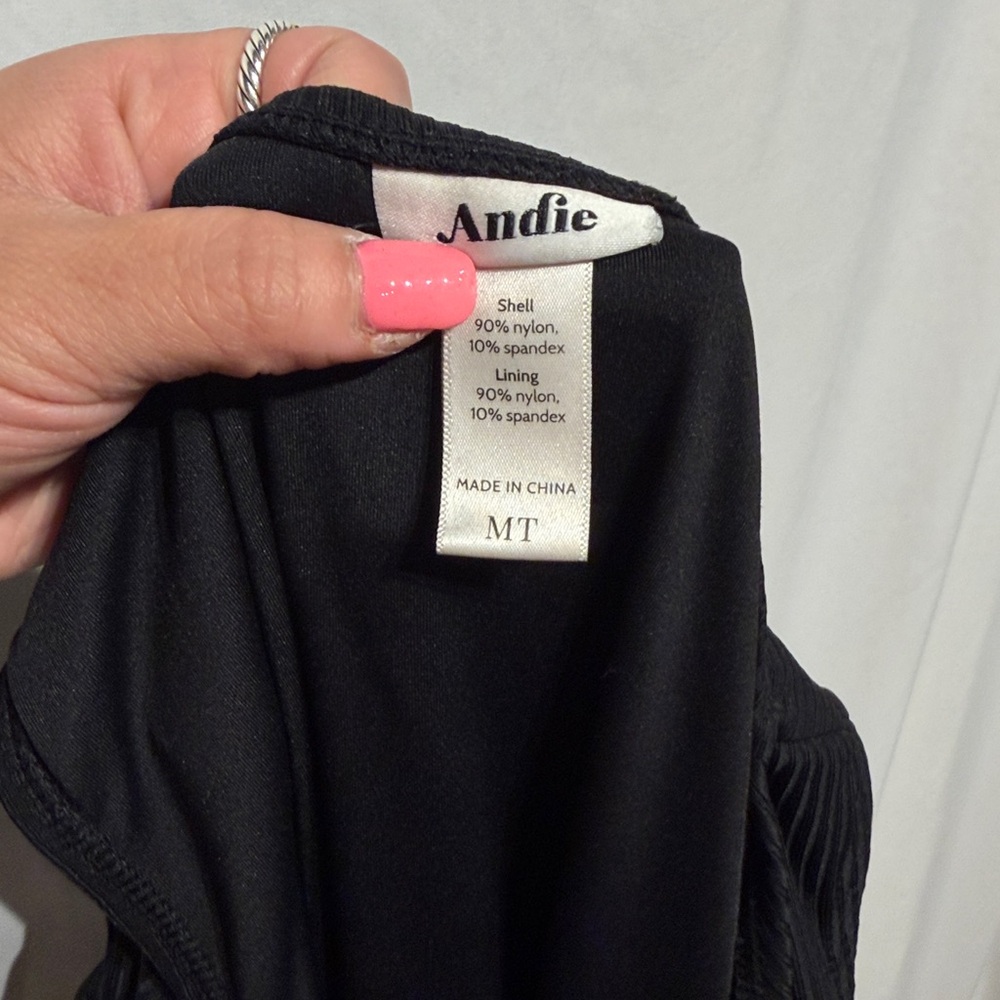 Andie
Shell
90% nylon,
10% spandex
Lining
90% nylon,
10% spandex
MADE IN CHINA
MT